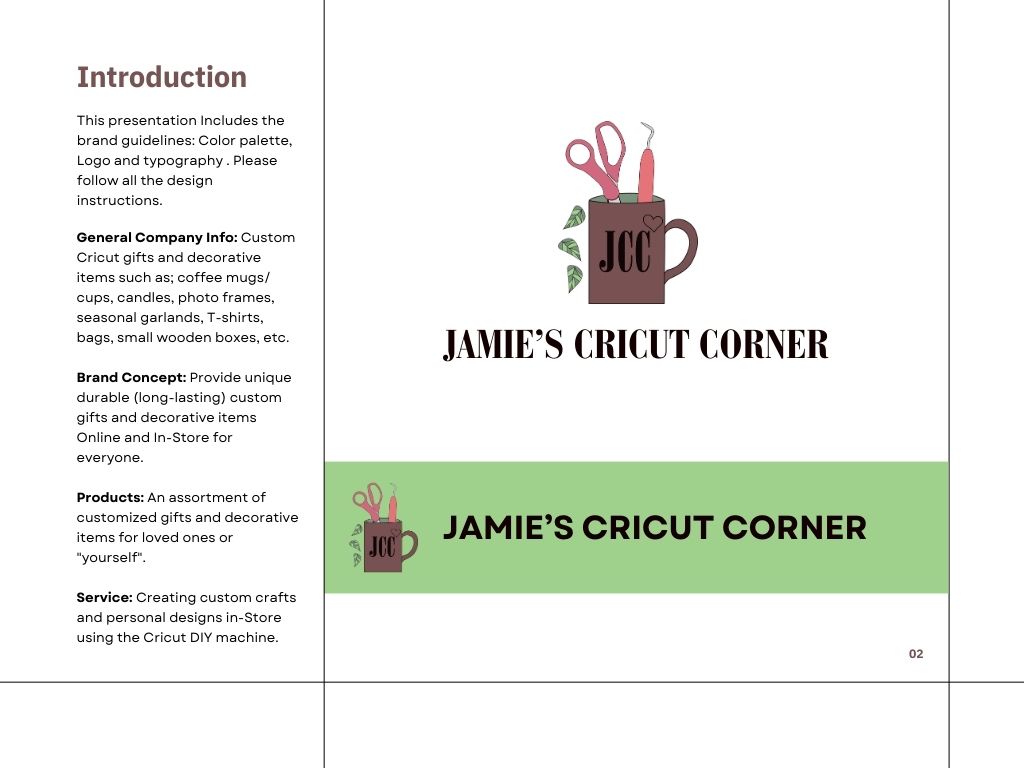 Introduction
This presentation Includes the
brand guidelines: Color palette,
Logo and typography . Please
follow all the design
instructions.
General Company Info: Custom
Cricut gifts and decorative
items such as; coffee mugs/
cups, candles, photo frames,
seasonal garlands, T-shirts,
bags, small wooden boxes, etc.
Brand Concept: Provide unique
durable (long-lasting) custom
gifts and decorative items
Online and In-Store for
everyone.
Products: An assortment of
customized gifts and decorative
items for loved ones or
"yourself".
Service: Creating custom crafts
and personal designs in-Store
using the Cricut DIY machine.
JCC
JAMIE’S CRICUT CORNER
JCC
JAMIE’S CRICUT CORNER
02